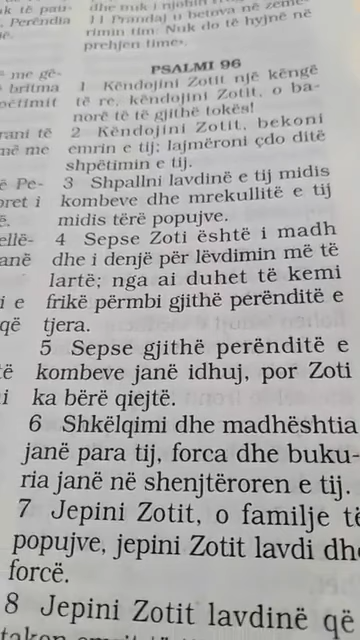 ak të pau-
. Perëndia
11 Prandaj u betova në zemë-
rimin tim: Nuk do të hyjnë në
prehjen time».
PSALMI 96
1 Këndojini Zotit një këngë
të re, këndojini Zotit, o ba-
norë të të gjithë tokës!
2 Këndojini Zotit, bekoni
emrin e tij; lajmëroni çdo ditë
shpëtimin e tij.
3 Shpallni lavdinë e tij midis
kombeve dhe mrekullitë e tij
midis tërë popujve.
4 Sepse Zoti është i madh
dhe i denjë për lëvdimin më të
lartë; nga ai duhet të kemi
frikë përmbi gjithë perënditë e
tjera.
5 Sepse gjithë perënditë e
kombeve janë idhuj, por Zoti
ka bërë qiejtë.
6 Shkëlqimi dhe madhështia
janë para tij, forca dhe buku-
ria janë në shenjtëroren e tij.
7 Jepini Zotit, o familje të
popujve, jepini Zotit lavdi dhe
forcë.
8 Jepini Zotit lavdinë që